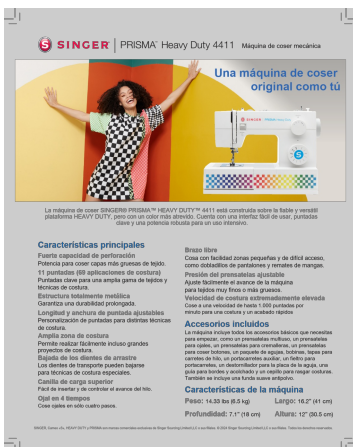 SINGER | PRISMA™ Heavy Duty 4411 Máquina de coser mecánica
Una máquina de coser
original como tú
SINGER | PRISMA
S
La máquina de coser SINGER® PRISMA™ HEAVY DUTY™ 4411 está construida sobre la fiable y versátil
plataforma HEAVY DUTY, pero con un color más atrevido. Cuenta con una interfaz fácil de usar, puntadas
clave y una potencia robusta para un uso intensivo.
Características principales
Fuerte capacidad de perforación
Potencia para coser capas más gruesas de tejido.
11 puntadas (69 aplicaciones de costura)
Puntadas clave para una amplia gama de tejidos y
técnicas de costura.
Estructura totalmente metálica
Garantiza una durabilidad prolongada.
Longitud y anchura de puntada ajustables
Personalización de puntadas para distintas técnicas
de costura.
Amplia zona de costura
Permite realizar fácilmente incluso grandes
proyectos de costura.
Bajada de los dientes de arrastre
Los dientes de transporte pueden bajarse
para técnicas de costura especiales.
Canilla de carga superior
Fácil de insertar y de controlar el avance del hilo.
Ojal en 4 tiempos
Cose ojales en sólo cuatro pasos.
Brazo libre
Cosa con facilidad zonas pequeñas y de difícil acceso,
como dobladillos de pantalones y remates de mangas.
Presión del prensatelas ajustable
Ajuste fácilmente el avance de la máquina
para tejidos muy finos o más gruesos.
Velocidad de costura extremadamente elevada
Cose a una velocidad de hasta 1.000 puntadas por
minuto para una costura y un acabado rápidos
Accesorios incluidos
La máquina incluye todos los accesorios básicos que necesitas
para empezar, como un prensatelas multiuso, un prensatelas
para ojales, un prensatelas para cremalleras, un prensatelas
para coser botones, un paquete de agujas, bobinas, tapas para
carretes de hilo, un portacarretes auxiliar, un fieltro para
portacarretes, un destornillador para la placa de la aguja, una
guía para bordes y acolchado y un cepillo para rasgar costuras.
También se incluye una funda suave antipolvo.
Características de la máquina
Peso: 14.33 lbs (6.5 kg) Largo: 16.2" (41 cm)
Profundidad: 7.1" (18 cm) Altura: 12" (30.5 cm)